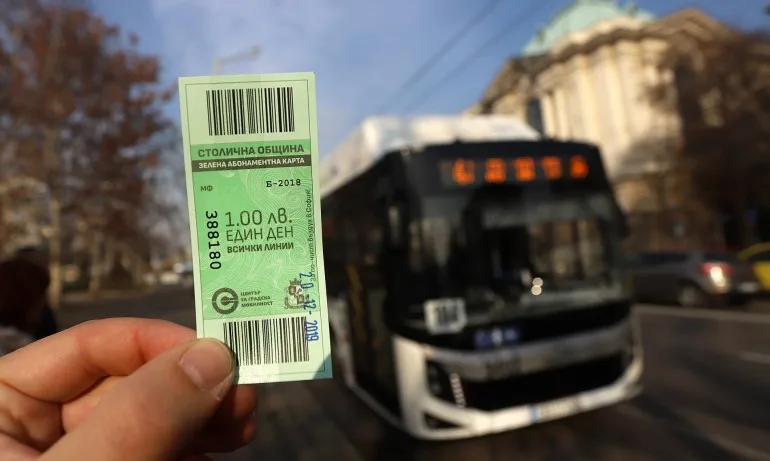 СТОЛИЧНА ОБЩИНА
ЗЕЛЕНА АБОНАМЕНТНА КАРТА
МФ
Б-2018
388180
1.00 лв.
ЕДИН ДЕН
ВСИЧКИ ЛИНИИ
ЦЕНТЪР
ЗА ГРАДСКА
МОБИЛНОСТ
20.12.2019